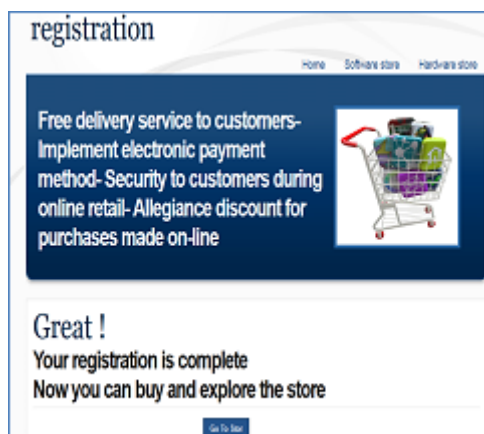 registration
Home Software store Hardware store
Free delivery service to customers-
Implement electronic payment
method- Security to customers during
online retail- Allegiance discount for
purchases made on-line
Great !
Your registration is complete
Now you can buy and explore the store
Go To